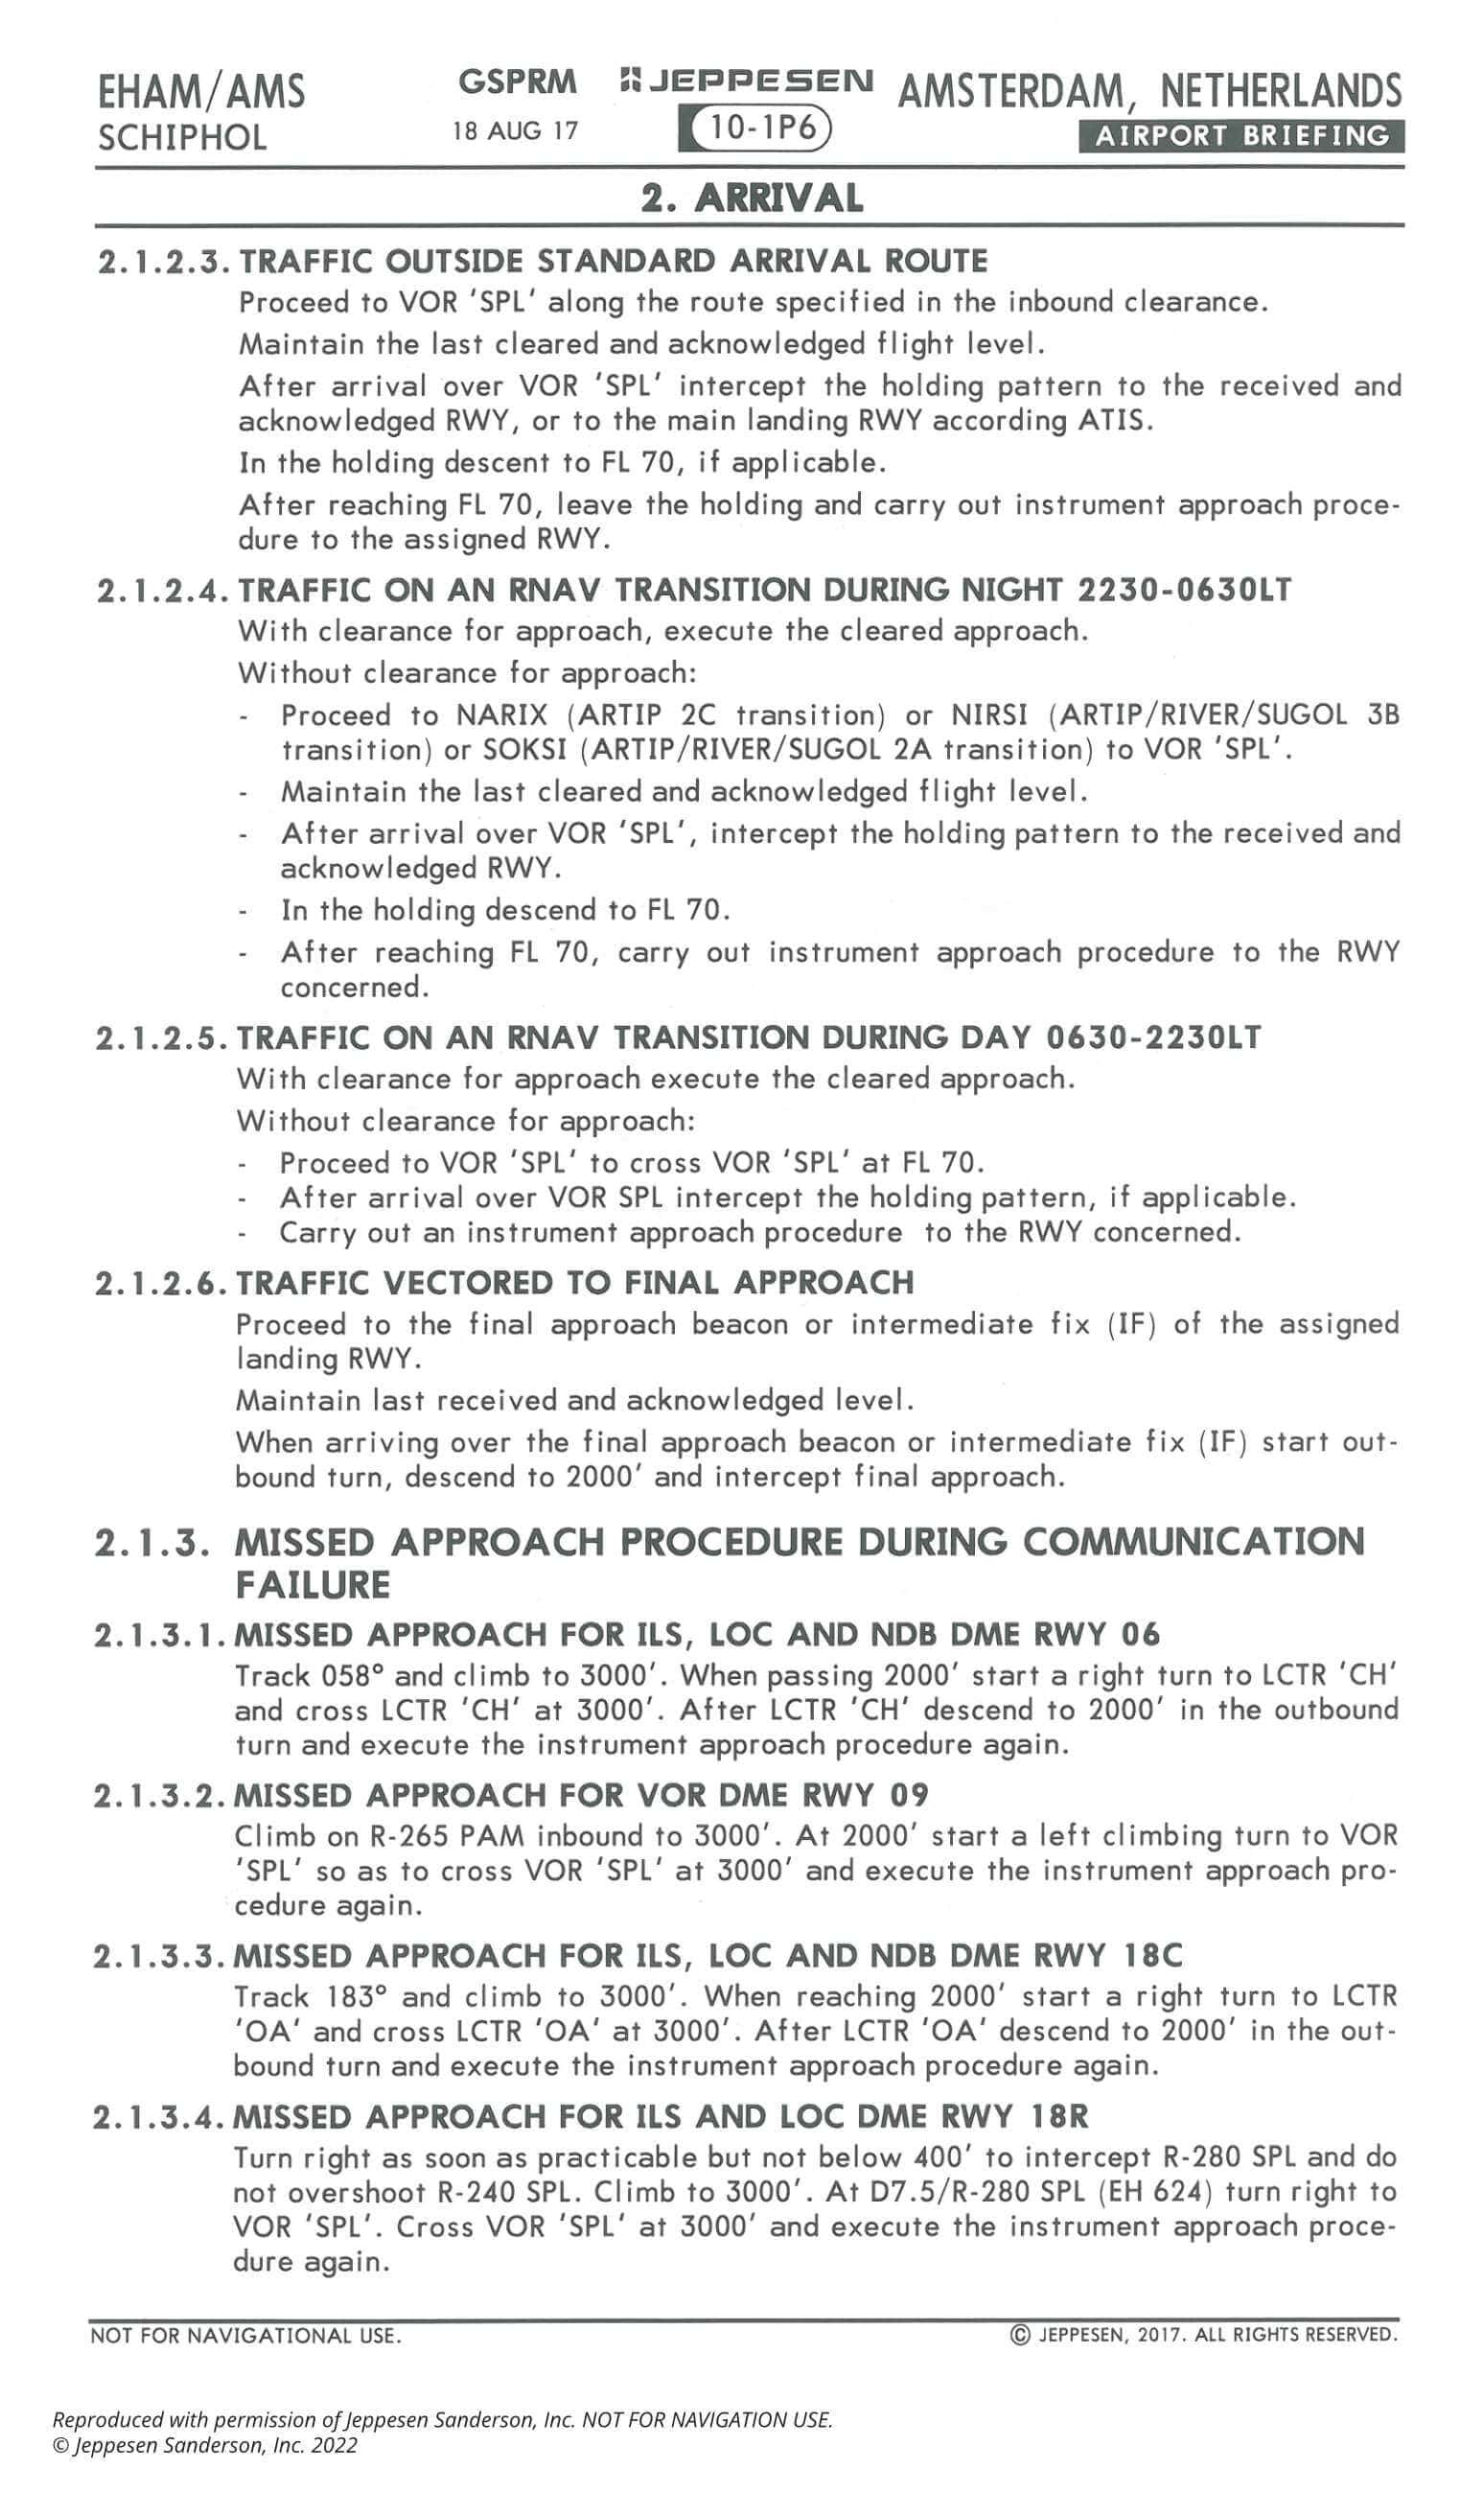 EHAM/AMS
SCHIPHOL
GSPRM
18 AUG 17
JEPPESEN
10-1P6
AMSTERDAM, NETHERLANDS
AIRPORT BRIEFING
2. ARRIVAL
2.1.2.3. TRAFFIC OUTSIDE STANDARD ARRIVAL ROUTE
Proceed to VOR 'SPL' along the route specified in the inbound clearance.
Maintain the last cleared and acknowledged flight level.
After arrival over VOR 'SPL' intercept the holding pattern to the received and
acknowledged RWY, or to the main landing RWY according ATIS.
In the holding descent to FL 70, if applicable.
After reaching FL 70, leave the holding and carry out instrument approach proce-
dure to the assigned RWY.
2.1.2.4. TRAFFIC ON AN RNAV TRANSITION DURING NIGHT 2230-0630LT
With clearance for approach, execute the cleared approach.
Without clearance for approach:
- Proceed to NARIX (ARTIP 2C transition) or NIRSI (ARTIP/RIVER/SUGOL 3B
transition) or SOKSI (ARTIP/RIVER/SUGOL 2A transition) to VOR 'SPL'.
- Maintain the last cleared and acknowledged flight level.
- After arrival over VOR 'SPL', intercept the holding pattern to the received and
acknowledged RWY.
- In the holding descend to FL 70.
- After reaching FL 70, carry out instrument approach procedure to the RWY
concerned.
2.1.2.5. TRAFFIC ON AN RNAV TRANSITION DURING DAY 0630-2230LT
With clearance for approach execute the cleared approach.
Without clearance for approach:
- Proceed to VOR 'SPL' to cross VOR 'SPL' at FL 70.
- After arrival over VOR SPL intercept the holding pattern, if applicable.
- Carry out an instrument approach procedure to the RWY concerned.
2.1.2.6. TRAFFIC VECTORED TO FINAL APPROACH
Proceed to the final approach beacon or intermediate fix (IF) of the assigned
landing RWY.
Maintain last received and acknowledged level.
When arriving over the final approach beacon or intermediate fix (IF) start out-
bound turn, descend to 2000' and intercept final approach.
2.1.3. MISSED APPROACH PROCEDURE DURING COMMUNICATION
FAILURE
2.1.3.1. MISSED APPROACH FOR ILS, LOC AND NDB DME RWY 06
Track 058° and climb to 3000'. When passing 2000' start a right turn to LCTR 'CH'
and cross LCTR 'CH' at 3000'. After LCTR 'CH' descend to 2000' in the outbound
turn and execute the instrument approach procedure again.
2.1.3.2. MISSED APPROACH FOR VOR DME RWY 09
Climb on R-265 PAM inbound to 3000'. At 2000' start a left climbing turn to VOR
'SPL' so as to cross VOR 'SPL' at 3000' and execute the instrument approach pro-
cedure again.
2.1.3.3. MISSED APPROACH FOR ILS, LOC AND NDB DME RWY 18C
Track 183° and climb to 3000'. When reaching 2000' start a right turn to LCTR
'OA' and cross LCTR 'OA' at 3000'. After LCTR 'OA' descend to 2000' in the out-
bound turn and execute the instrument approach procedure again.
2.1.3.4. MISSED APPROACH FOR ILS AND LOC DME RWY 18R
Turn right as soon as practicable but not below 400' to intercept R-280 SPL and do
not overshoot R-240 SPL. Climb to 3000'. At D7.5/R-280 SPL (EH 624) turn right to
VOR 'SPL'. Cross VOR 'SPL' at 3000' and execute the instrument approach proce-
dure again.
NOT FOR NAVIGATIONAL USE.
© JEPPESEN, 2017. ALL RIGHTS RESERVED.
Reproduced with permission of Jeppesen Sanderson, Inc. NOT FOR NAVIGATION USE.
© Jeppesen Sanderson, Inc. 2022